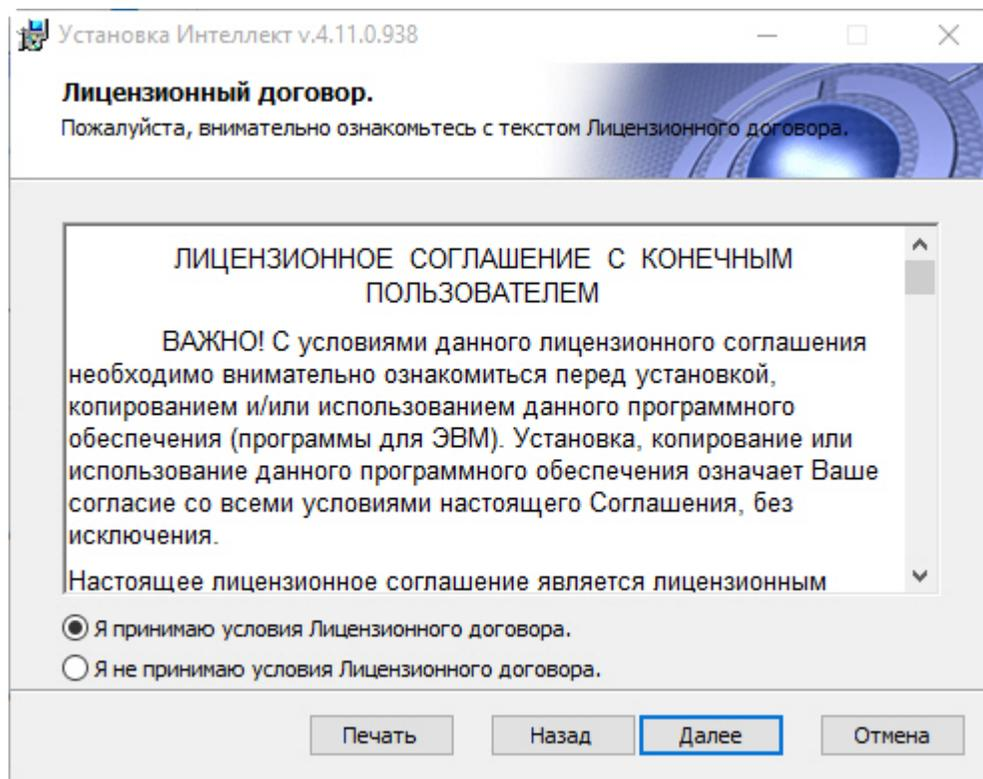 Установка Интеллект v.4.11.0.938
Лицензионный договор.
Пожалуйста, внимательно ознакомьтесь с текстом Лицензионного договора.
ЛИЦЕНЗИОННОЕ СОГЛАШЕНИЕ С КОНЕЧНЫМ
ПОЛЬЗОВАТЕЛЕМ
ВАЖНО! С условиями данного лицензионного соглашения
необходимо внимательно ознакомиться перед установкой,
копированием и/или использованием данного программного
обеспечения (программы для ЭВМ). Установка, копирование или
использование данного программного обеспечения означает Ваше
согласие со всеми условиями настоящего Соглашения, без
исключения.
Настоящее лицензионное соглашение является лицензионным
Я принимаю условия Лицензионного договора.
Я не принимаю условия Лицензионного договора.
Печать Назад Далее Отмена